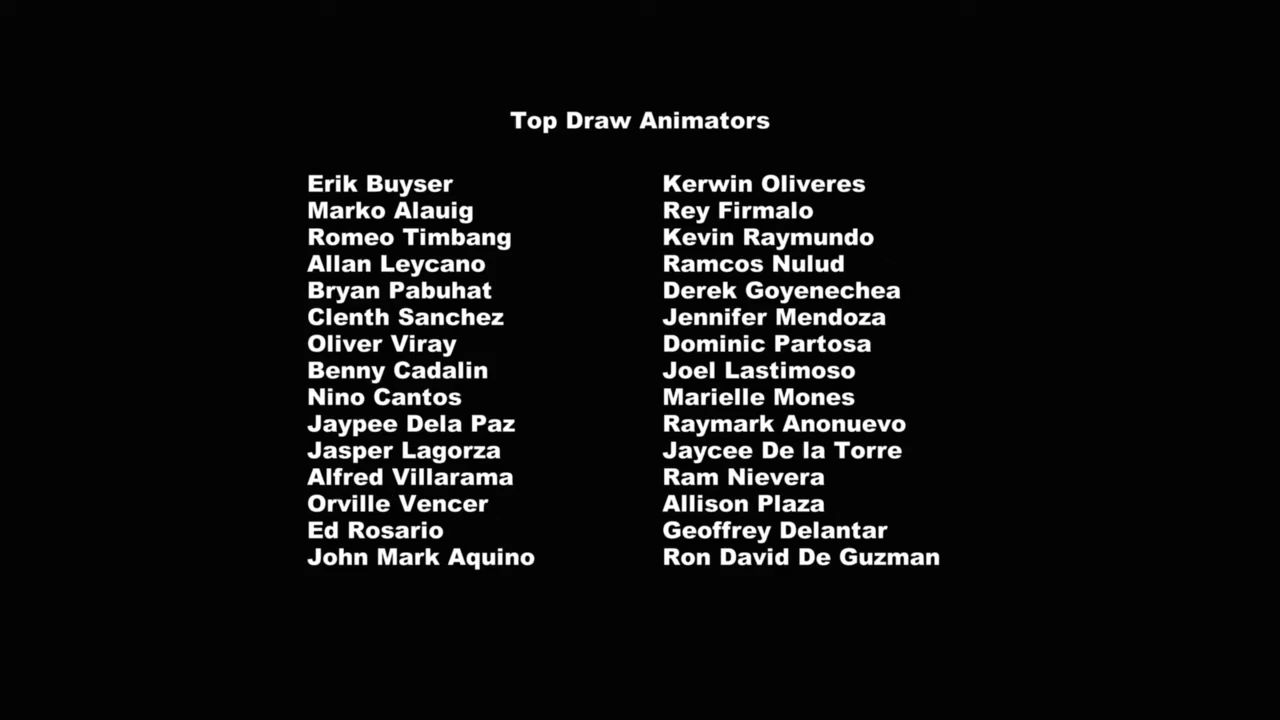 Top Draw Animators
Erik Buyser
Marko Alauig
Romeo Timbang
Allan Leycano
Bryan Pabuhat
Clenth Sanchez
Oliver Viray
Benny Cadalin
Nino Cantos
Jaypee Dela Paz
Jasper Lagorza
Alfred Villarama
Orville Vencer
Ed Rosario
John Mark Aquino
Kerwin Oliveres
Rey Firmalo
Kevin Raymundo
Ramcos Nulud
Derek Goyenechea
Jennifer Mendoza
Dominic Partosa
Joel Lastimoso
Marielle Mones
Raymark Anonuevo
Jaycee De la Torre
Ram Nievera
Allison Plaza
Geoffrey Delantar
Ron David De Guzman